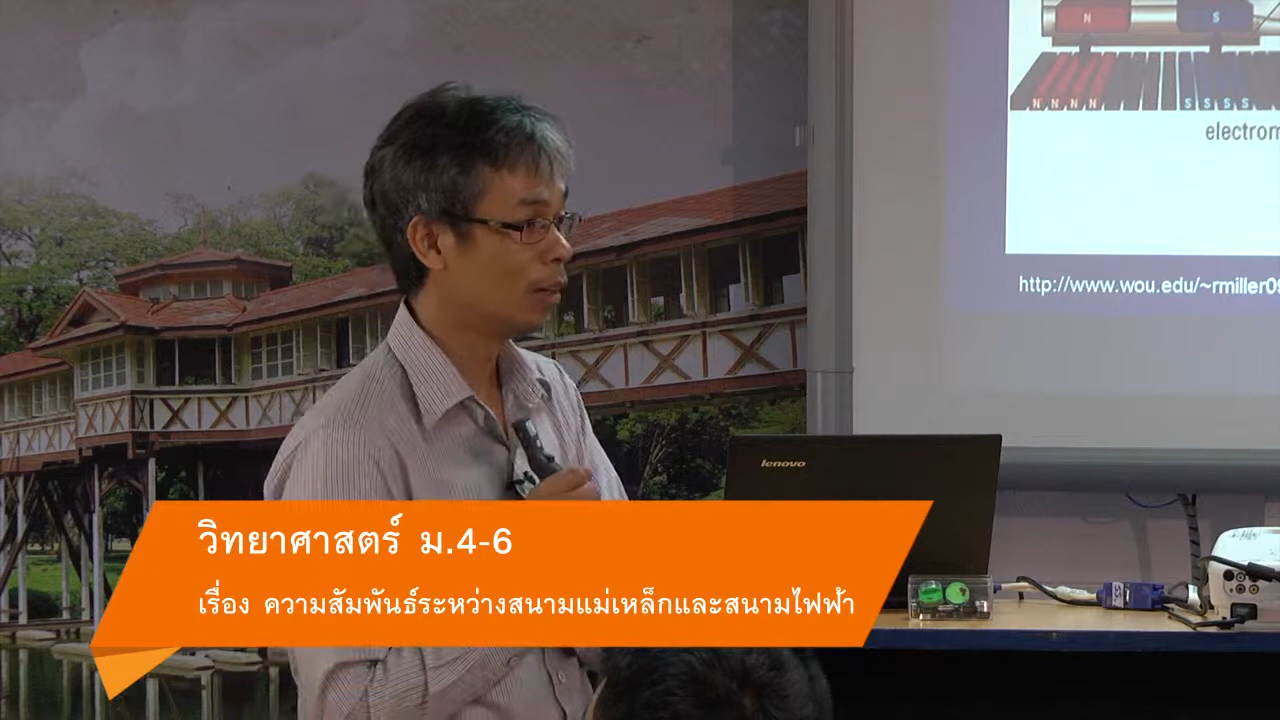 N S
N N N N S S S S
electrom
http://www.wou.edu/~rmiller09
lenovo
วิทยาศาสตร์ ม.4-6
เรื่อง ความสัมพันธ์ระหว่างสนามแม่เหล็กและสนามไฟฟ้า